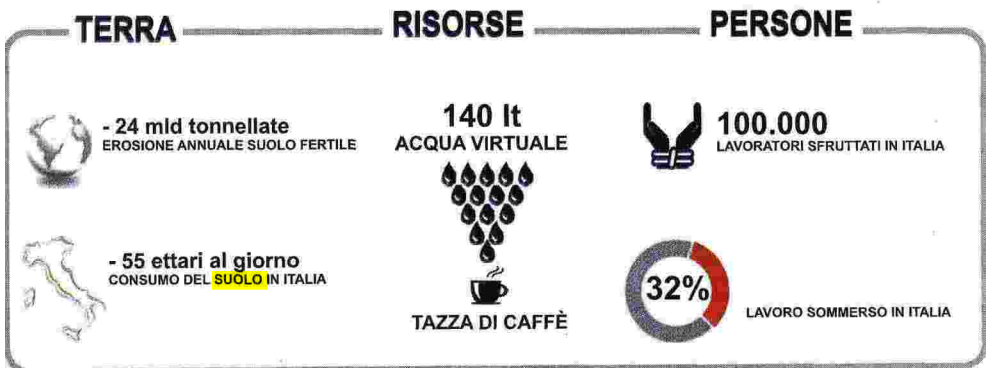 TERRA
RISORSE
PERSONE
- 24 mld tonnellate
EROSIONE ANNUALE SUOLO FERTILE
- 55 ettari al giorno
CONSUMO DEL SUOLO IN ITALIA
140 lt
ACQUA VIRTUALE
TAZZA DI CAFFÈ
100.000
LAVORATORI SFRUTTATI IN ITALIA
32%
LAVORO SOMMERSO IN ITALIA